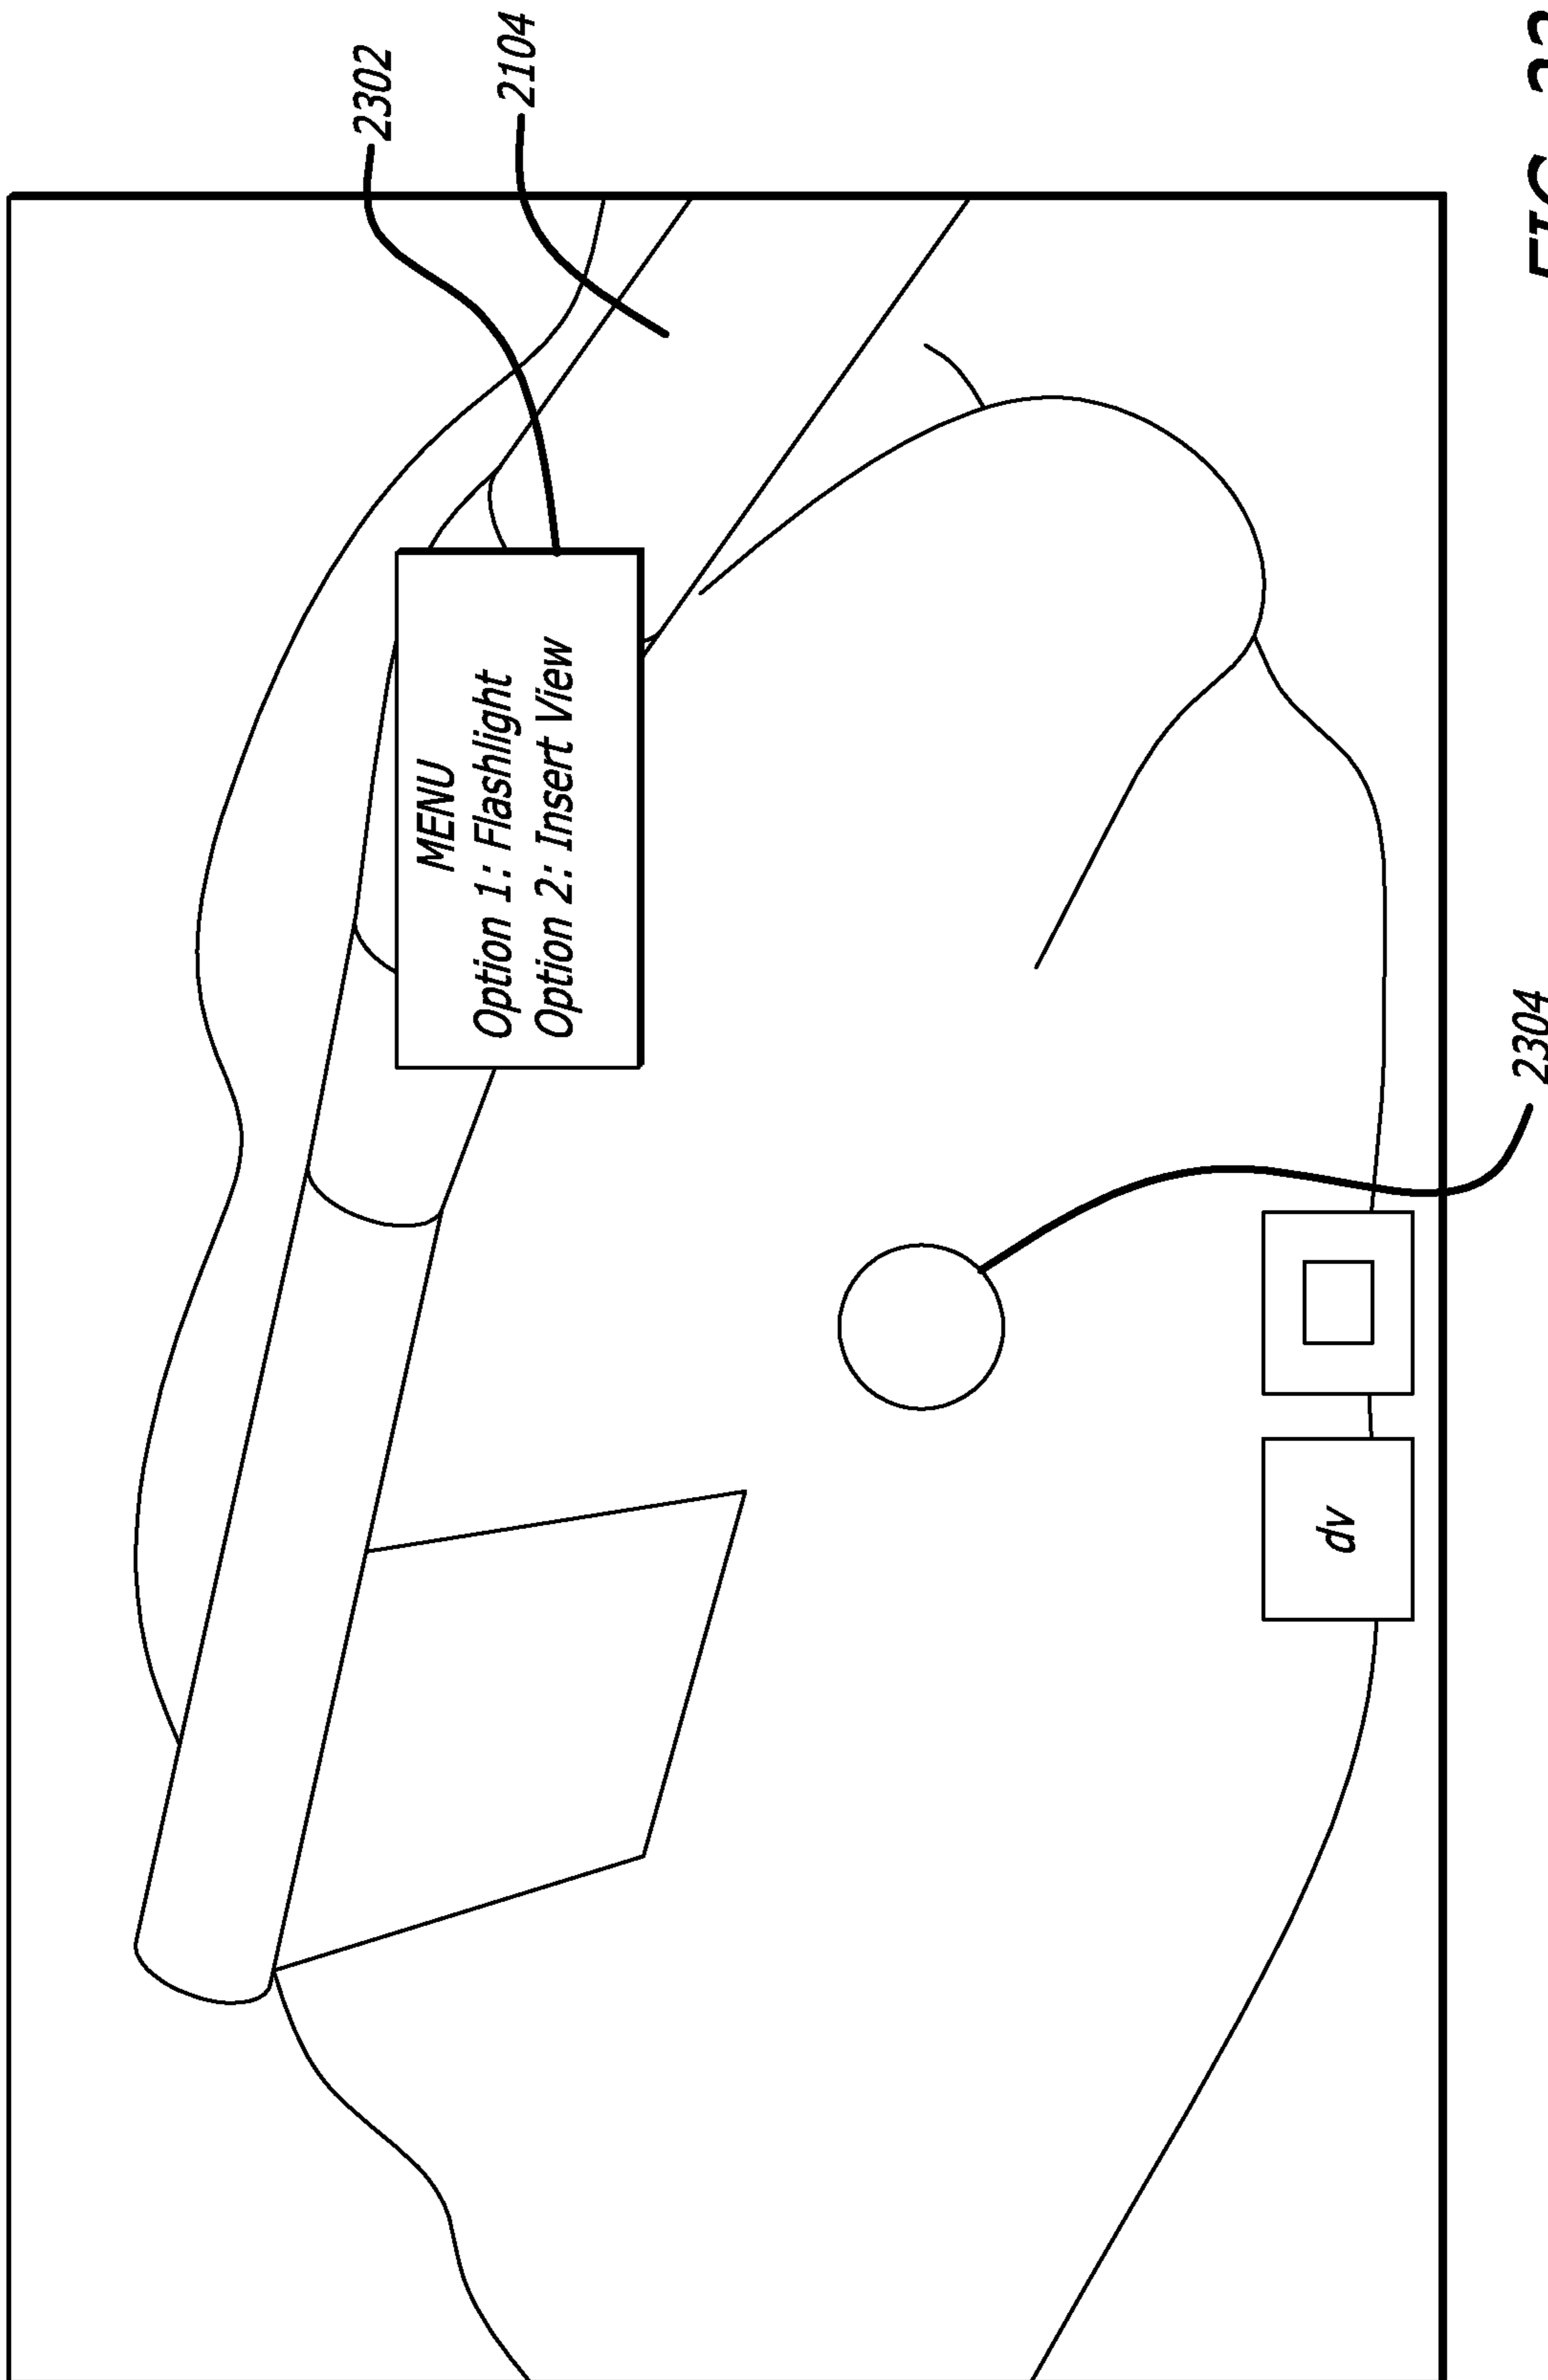 2302
2104
MENU
Option 1: Flashlight
Option 2: Insert View
2304
dv